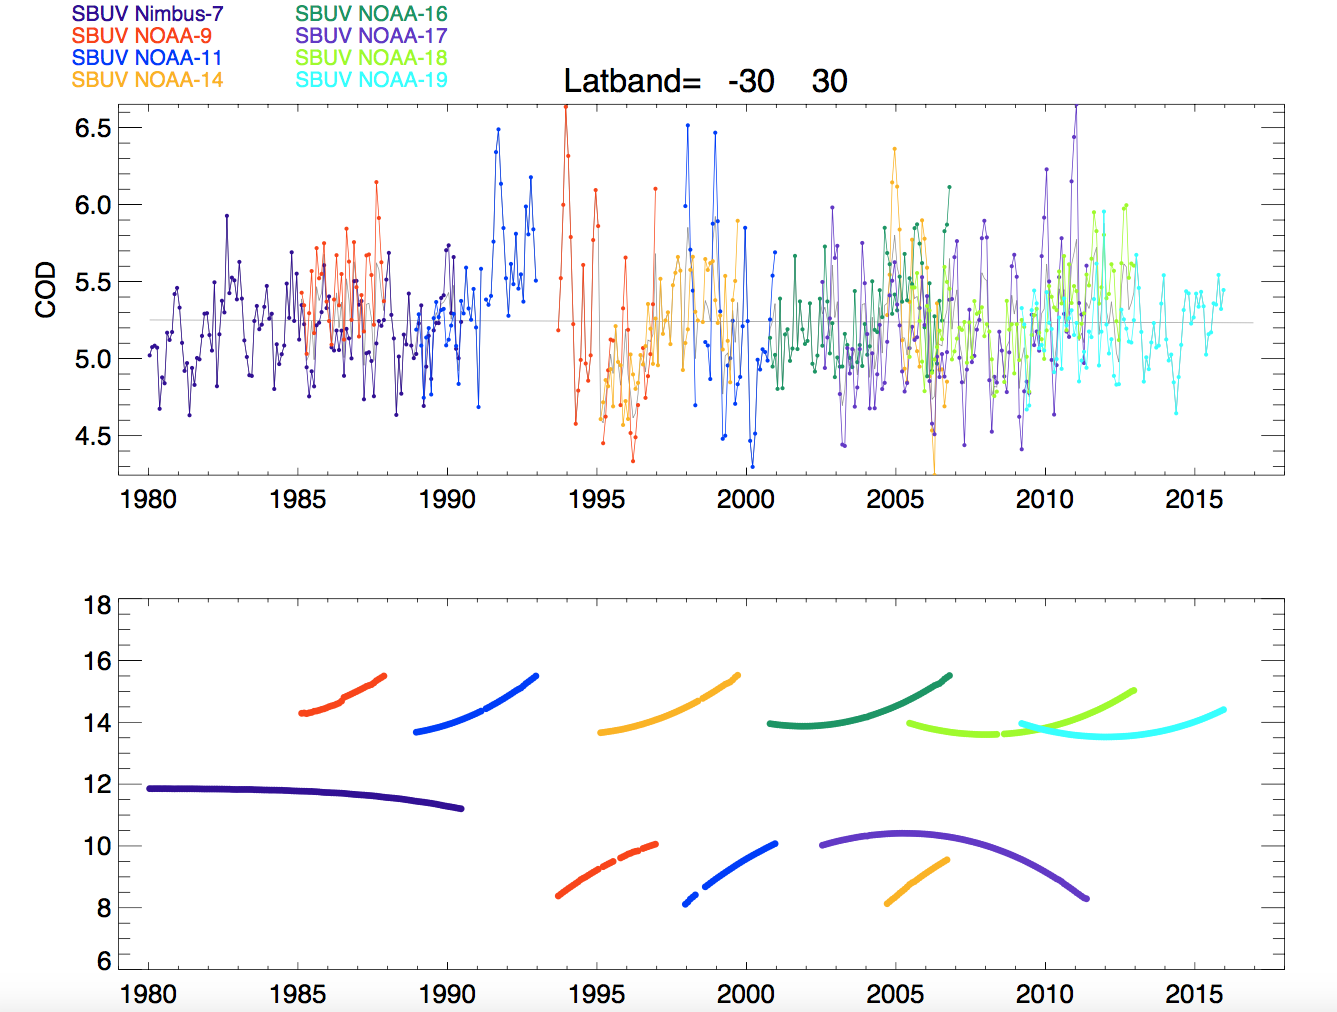 SBUV Nimbus-7 SBUV NOAA-16
SBUV NOAA-9 SBUV NOAA-17
SBUV NOAA-11 SBUV NOAA-18
SBUV NOAA-14 SBUV NOAA-19
Latband= -30 30
6.5
6.0
5.5
5.0
4.5
COD
1980 1985 1990 1995 2000 2005 2010 2015
18
16
14
12
10
8
6
1980 1985 1990 1995 2000 2005 2010 2015